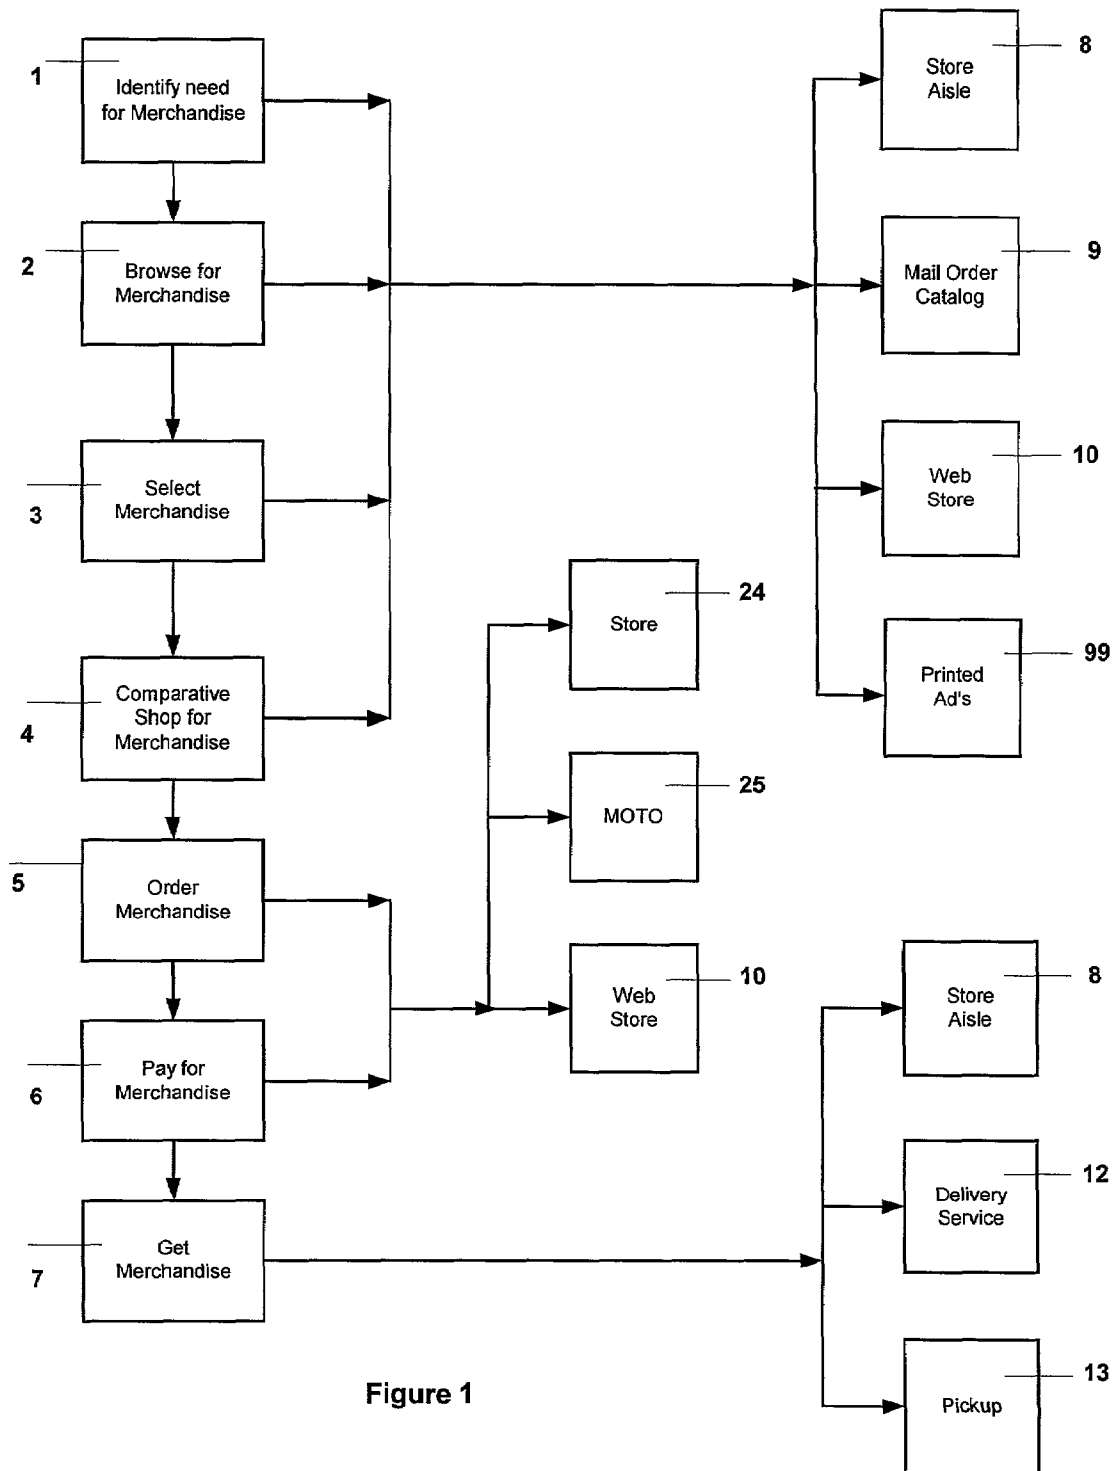 1
Identify need
for Merchandise
2
Browse for
Merchandise
3
Select
Merchandise
4
Comparative
Shop for
Merchandise
5
Order
Merchandise
6
Pay for
Merchandise
7
Get
Merchandise
24
Store
25
MOTO
10
Web
Store
8
Store
Aisle
9
Mail Order
Catalog
10
Web
Store
99
Printed
Ad's
8
Store
Aisle
12
Delivery
Service
13
Pickup
Figure 1